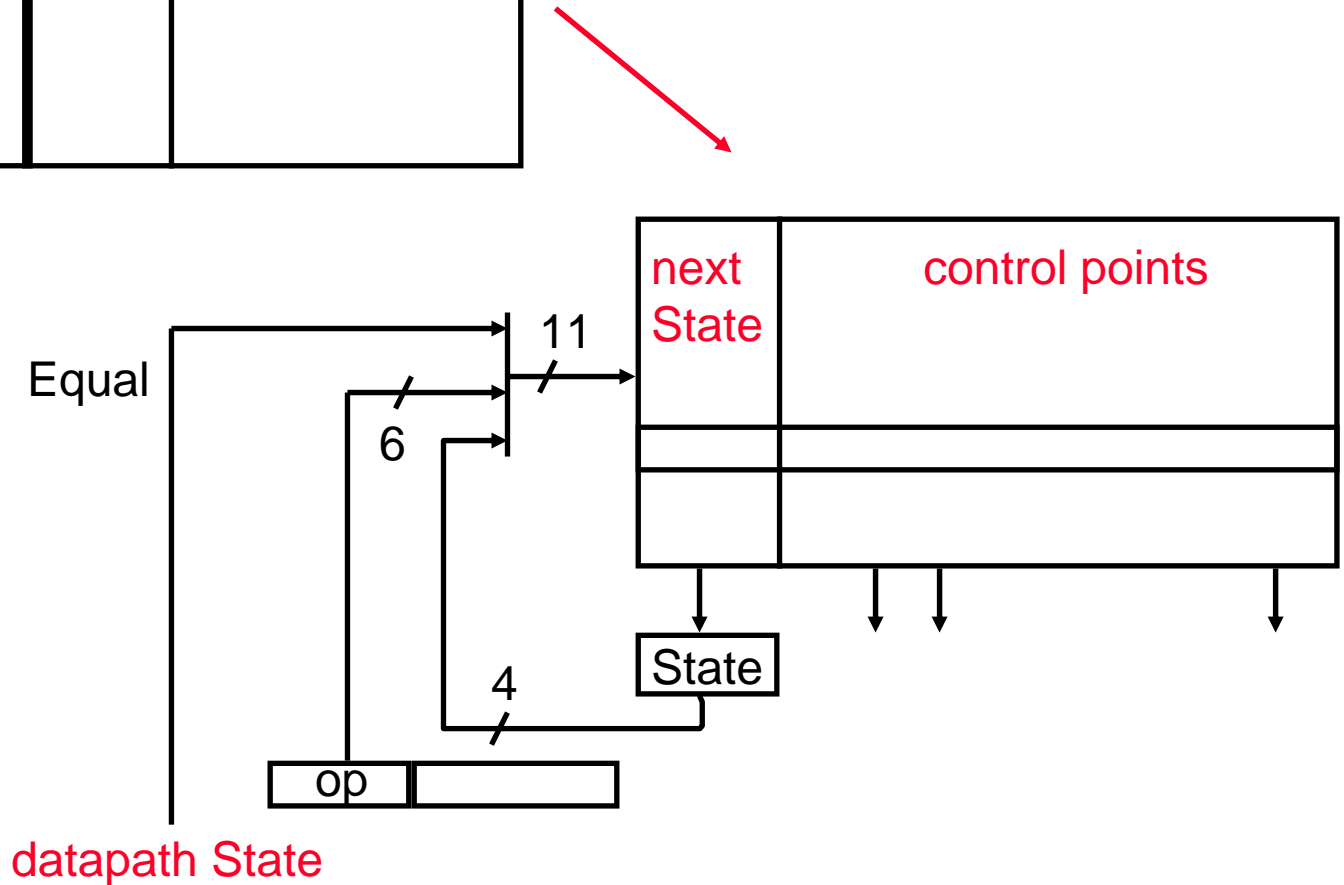 next
State
control points
11
Equal
6
State
4
op
datapath State